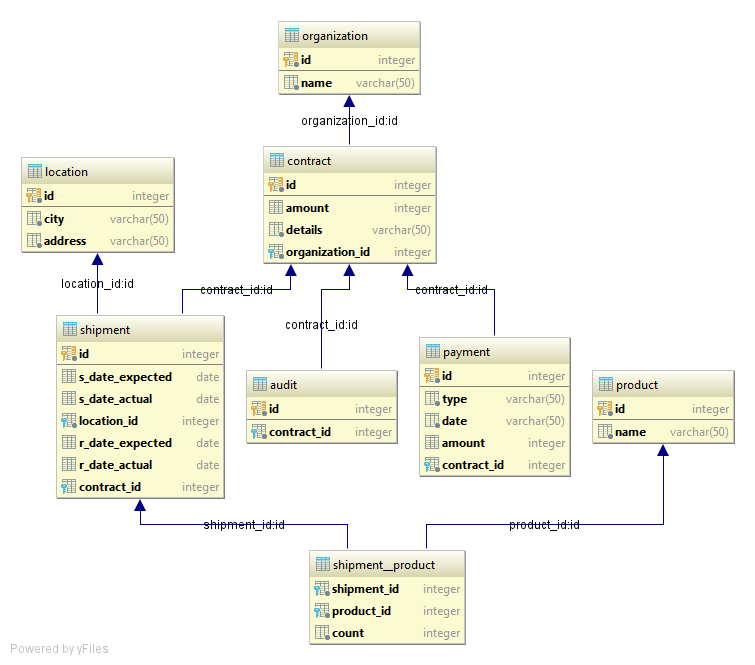 organization
id integer
name varchar(50)
organization_id:id
contract
id integer
amount integer
details varchar(50)
organization_id integer
location
id integer
city varchar(50)
address varchar(50)
location_id:id
contract_id:id
contract_id:id
contract_id:id
shipment
id integer
s_date_expected date
s_date_actual date
location_id integer
r_date_expected date
r_date_actual date
contract_id integer
audit
id integer
contract_id integer
payment
id integer
type varchar(50)
date varchar(50)
amount integer
contract_id integer
product
id integer
name varchar(50)
shipment_id:id
product_id:id
shipment__product
shipment_id integer
product_id integer
count integer
Powered by yFiles